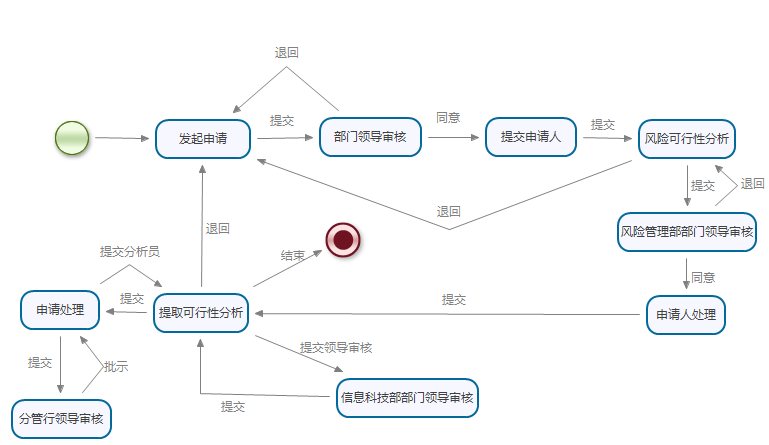 退回
提交
同意
提交
发起申请
部门领导审核
提交申请人
风险可行性分析
提交
退回
退回
退回
风险管理部部门领导审核
提交分析员
结束
同意
提交
提交
申请处理
提取可行性分析
申请人处理
提交
批示
提交领导审核
提交
分管行领导审核
信息科技部部门领导审核